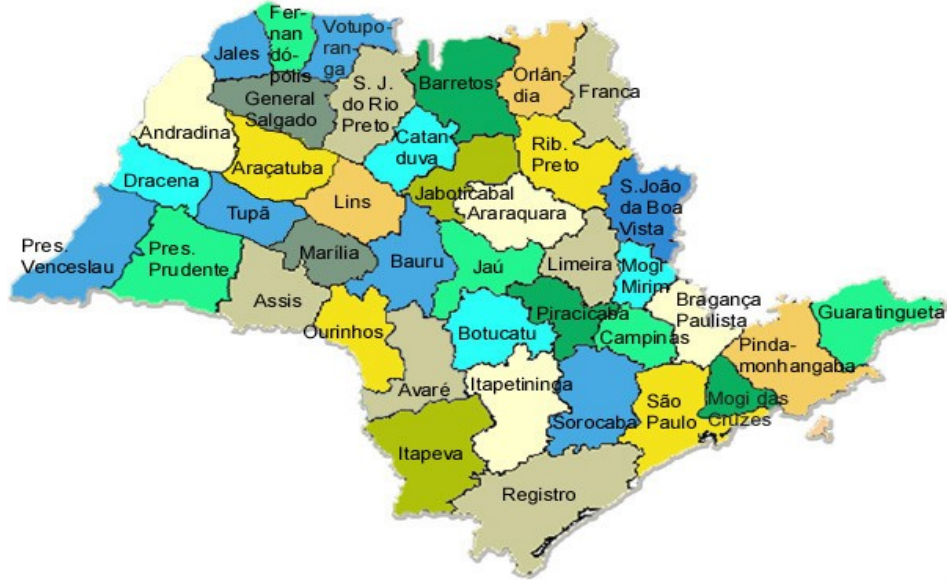 Fer-
nan
dó-
pólis
Votupo-
ran-
ga
Jales
General
Salgado
S. J.
do Rio
Preto
Barretos
Orlân-
dia
Franca
Andradina
Catan-
duva
Rib.
Preto
Araçatuba
Dracena
Jaboticabal
S.João
da Boa
Vista
Tupã
Lins
Araraquara
Pres.
Venceslau
Pres.
Prudente
Marília
Bauru
Jaú
Limeira
Mogi
Mirim
Assis
Ourinhos
Botucatu
Piracicaba
Campinas
Bragança
Paulista
Guaratingueta
Pinda-
monhangaba
Avaré
Itapetininga
Sorocaba
São
Paulo
Mogi das
Cruzes
Itapeva
Registro